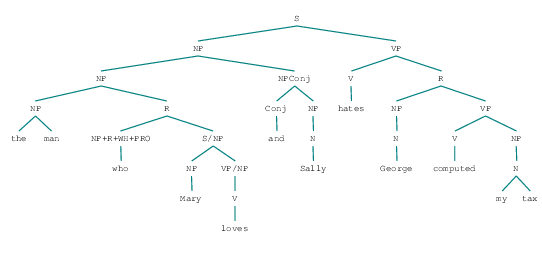 S
NP VP
NP NPConj V R
NP R Conj NP hates NP VP
the man NP+R+WH+PRO S/NP and N N V NP
who NP VP/NP Sally George computed N
Mary V my tax
loves